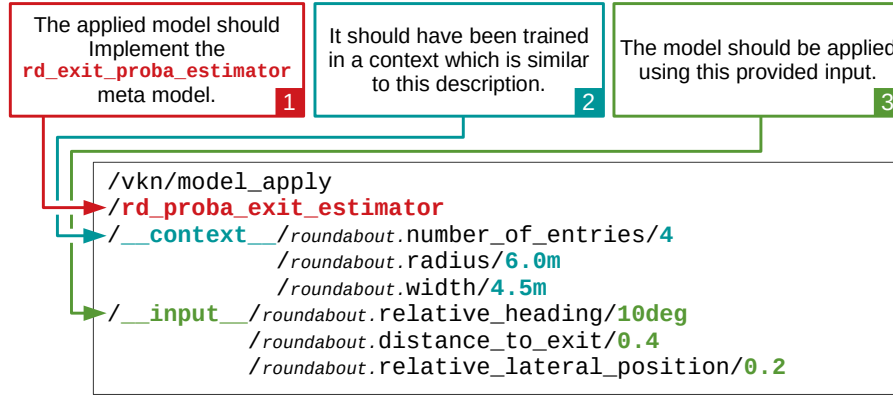 The applied model should
Implement the
rd_exit_proba_estimator
meta model.
1
It should have been trained
in a context which is similar
to this description.
2
The model should be applied
using this provided input.
3
/vkn/model_apply
/rd_proba_exit_estimator
/__context__/roundabout.number_of_entries/4
/roundabout.radius/6.0m
/roundabout.width/4.5m
/__input__/roundabout.relative_heading/10deg
/roundabout.distance_to_exit/0.4
/roundabout.relative_lateral_position/0.2